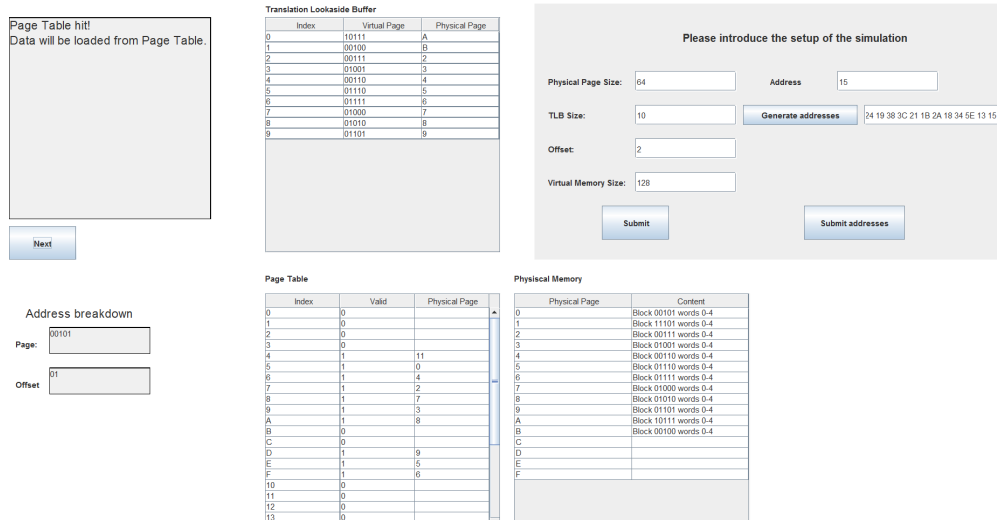 Page Table hit!
Data will be loaded from Page Table.
Next
Address breakdown
Page: 00101
Offset 01
Translation Lookaside Buffer
Index Virtual Page Physical Page
0 10111 A
1 00100 B
2 00111 2
3 01001 3
4 00110 4
5 01110 5
6 01111 6
7 01000 7
8 01010 8
9 01101 9
Please introduce the setup of the simulation
Physical Page Size: 64 Address 15
TLB Size: 10 Generate addresses 24 19 38 3C 21 1B 2A 18 34 5E 13 15
Offset: 2
Virtual Memory Size: 128
Submit Submit addresses
Page Table
Index Valid Physical Page
0 0
1 0
2 0
3 0
4 1 11
5 1 0
6 1 4
7 1 2
8 1 7
9 1 3
A 1 8
B 0
C 0
D 1 9
E 1 5
F 1 6
10 0
11 0
12 0
13 0
Physiscal Memory
Physical Page Content
0 Block 00101 words 0-4
1 Block 11101 words 0-4
2 Block 00111 words 0-4
3 Block 01001 words 0-4
4 Block 00110 words 0-4
5 Block 01110 words 0-4
6 Block 01111 words 0-4
7 Block 01000 words 0-4
8 Block 01010 words 0-4
9 Block 01101 words 0-4
A Block 10111 words 0-4
B Block 00100 words 0-4
C
D
E
F